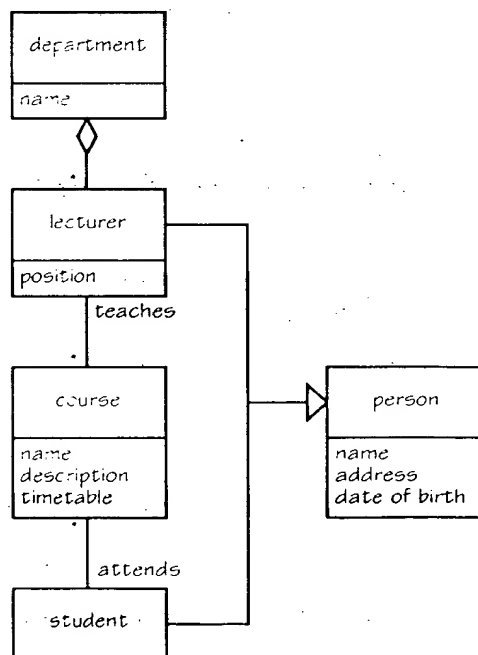 department
name
lecturer
position
teaches
course
name
description
timetable
attends
student
person
name
address
date of birth